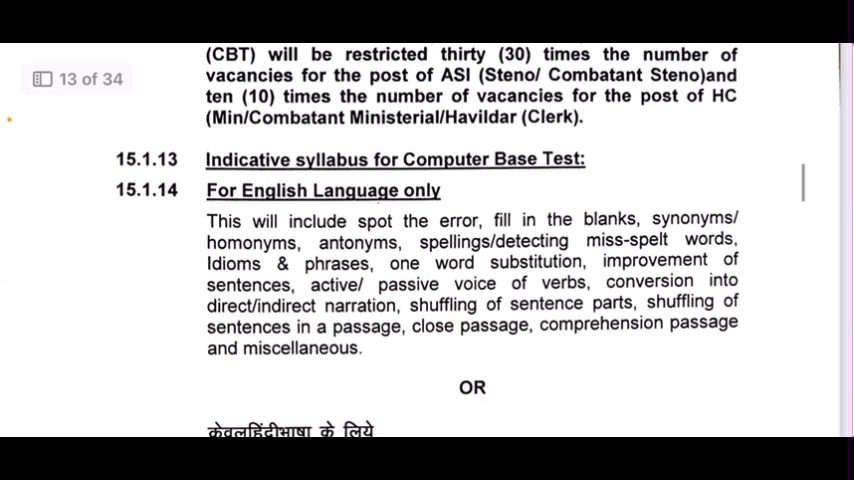 (CBT) will be restricted thirty (30) times the number of
13 of 34
vacancies for the post of ASI (Steno/ Combatant Steno)and
ten (10) times the number of vacancies for the post of HC
(Min/Combatant Ministerial/Havildar (Clerk).
15.1.13 Indicative syllabus for Computer Base Test:
15.1.14 For English Language only
This will include spot the error, fill in the blanks, synonyms/
homonyms, antonyms, spellings/detecting miss-spelt words,
Idioms & phrases, one word substitution, improvement of
sentences, active/ passive voice of verbs, conversion into
direct/indirect narration, shuffling of sentence parts, shuffling of
sentences in a passage, close passage, comprehension passage
and miscellaneous.
OR
केवलहिंदीभाषा के लिये